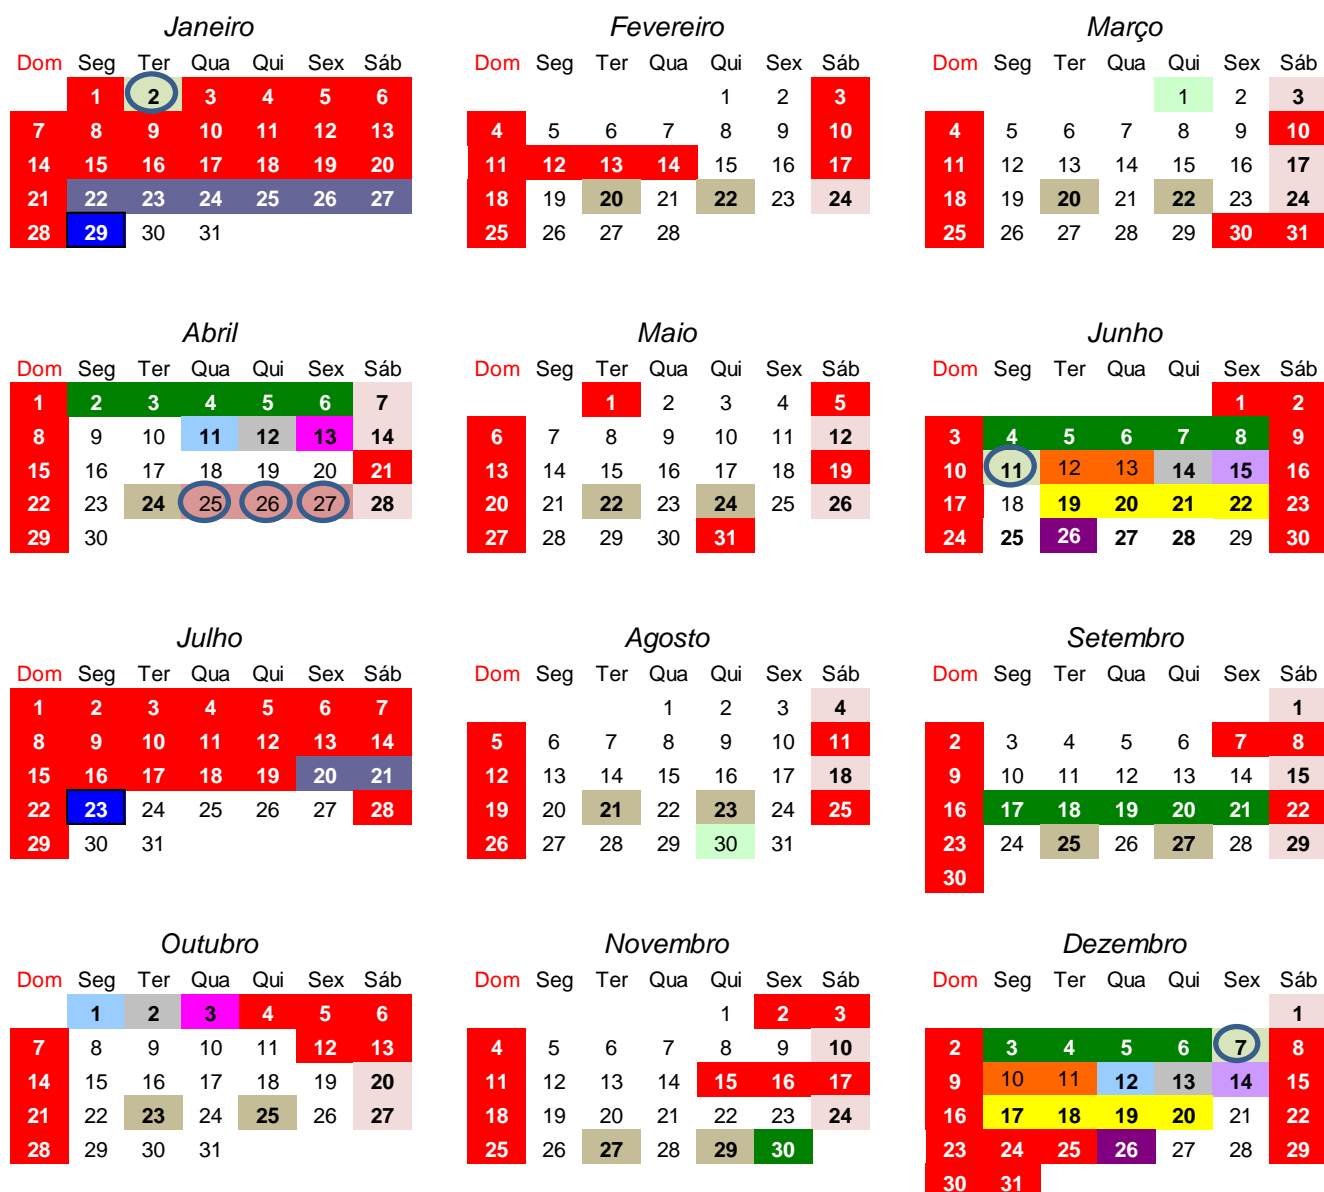 Janeiro Fevereiro Março
Dom Seg Ter Qua Qui Sex Sáb Dom Seg Ter Qua Qui Sex Sáb Dom Seg Ter Qua Qui Sex Sáb
1 2 3 4 5 6 1 2 3 1 2 3
7 8 9 10 11 12 13 4 5 6 7 8 9 10 4 5 6 7 8 9 10
14 15 16 17 18 19 20 11 12 13 14 15 16 17 11 12 13 14 15 16 17
21 22 23 24 25 26 27 18 19 20 21 22 23 24 18 19 20 21 22 23 24
28 29 30 31 25 26 27 28 25 26 27 28 29 30 31
Abril Maio Junho
Dom Seg Ter Qua Qui Sex Sáb Dom Seg Ter Qua Qui Sex Sáb Dom Seg Ter Qua Qui Sex Sáb
1 2 3 4 5 6 7 1 2 3 4 5 1 2
8 9 10 11 12 13 14 6 7 8 9 10 11 12 3 4 5 6 7 8 9
15 16 17 18 19 20 21 13 14 15 16 17 18 19 10 11 12 13 14 15 16
22 23 24 25 26 27 28 20 21 22 23 24 25 26 17 18 19 20 21 22 23
29 30 27 28 29 30 31 24 25 26 27 28 29 30
Julho Agosto Setembro
Dom Seg Ter Qua Qui Sex Sáb Dom Seg Ter Qua Qui Sex Sáb Dom Seg Ter Qua Qui Sex Sáb
1 2 3 4 5 6 7 1 2 3 4 1
8 9 10 11 12 13 14 5 6 7 8 9 10 11 2 3 4 5 6 7 8
15 16 17 18 19 20 21 12 13 14 15 16 17 18 9 10 11 12 13 14 15
22 23 24 25 26 27 28 19 20 21 22 23 24 25 16 17 18 19 20 21 22
29 30 31 26 27 28 29 30 31 23 24 25 26 27 28 29
30
Outubro Novembro Dezembro
Dom Seg Ter Qua Qui Sex Sáb Dom Seg Ter Qua Qui Sex Sáb Dom Seg Ter Qua Qui Sex Sáb
1 2 3 4 5 6 1 2 3 1
7 8 9 10 11 12 13 4 5 6 7 8 9 10 2 3 4 5 6 7 8
14 15 16 17 18 19 20 11 12 13 14 15 16 17 9 10 11 12 13 14 15
21 22 23 24 25 26 27 18 19 20 21 22 23 24 16 17 18 19 20 21 22
28 29 30 31 25 26 27 28 29 30 23 24 25 26 27 28 29
30 31